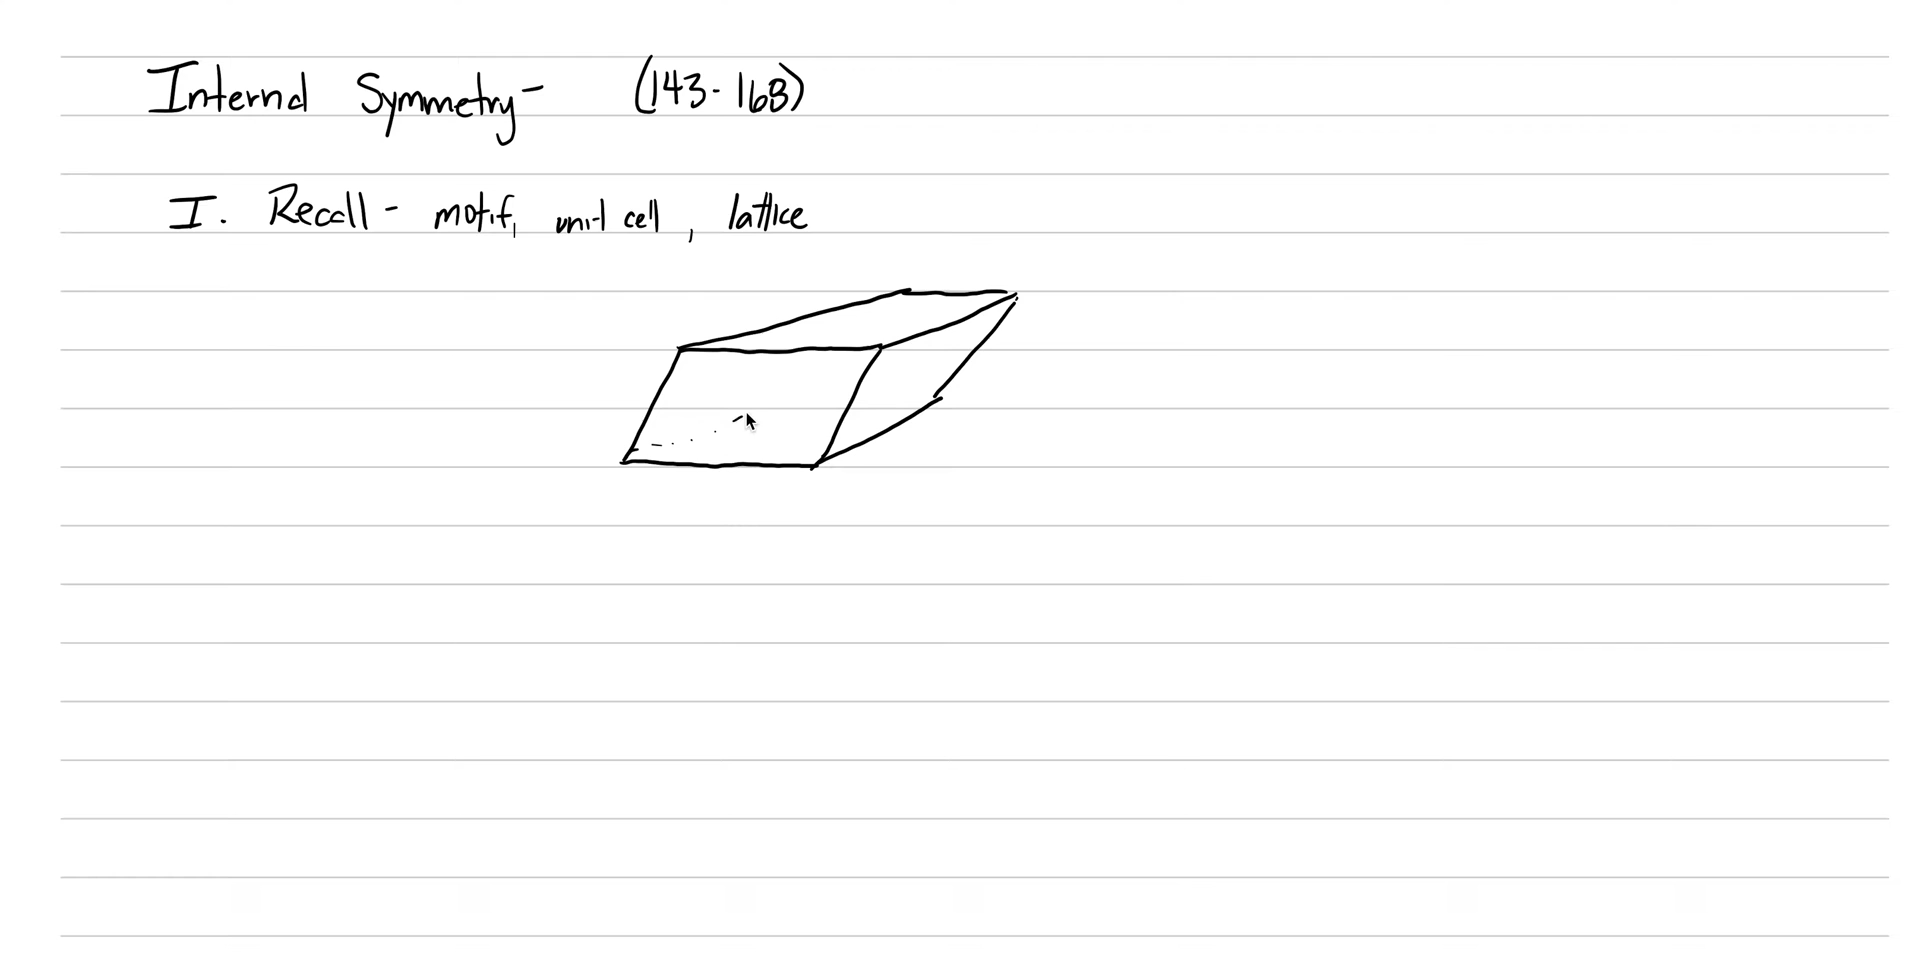 Internal Symmetry- (143-168)
I. Recall- motif, unit cell, lattice